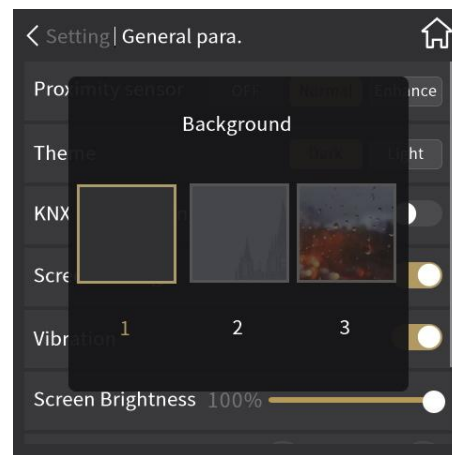 Setting | General para.
Proximity sensor Off Normal Enhance
Background
Theme Dark Light
KNX
Scre
1 2 3
Vibration
Screen Brightness 100%